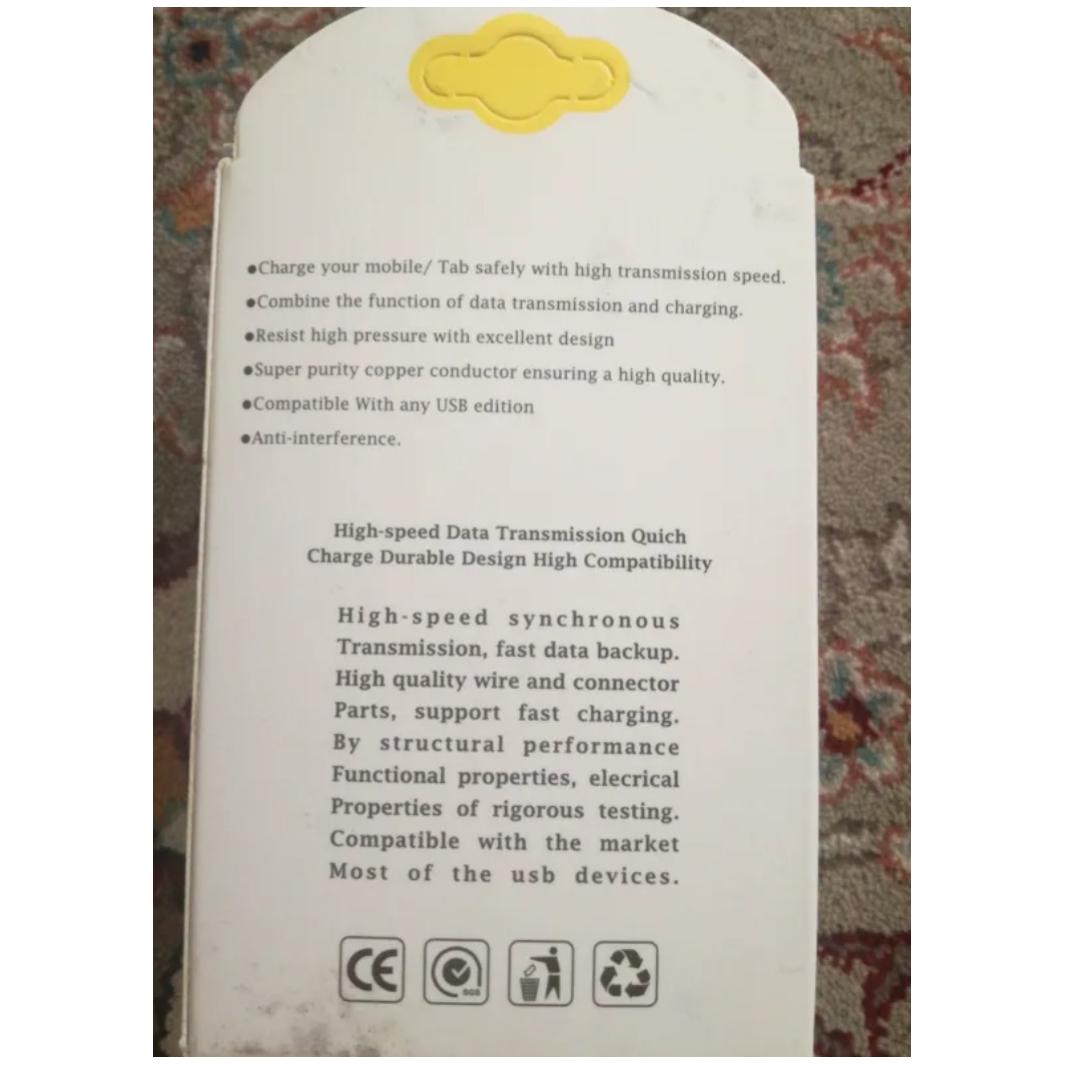 ●Charge your mobile/ Tab safely with high transmission speed.
●Combine the function of data transmission and charging.
●Resist high pressure with excellent design
●Super purity copper conductor ensuring a high quality.
●Compatible With any USB edition
●Anti-interference.
High-speed Data Transmission Quich
Charge Durable Design High Compatibility
High-speed synchronous
Transmission, fast data backup.
High quality wire and connector
Parts, support fast charging.
By structural performance
Functional properties, elecrical
Properties of rigorous testing.
Compatible with the market
Most of the usb devices.
CE SGS